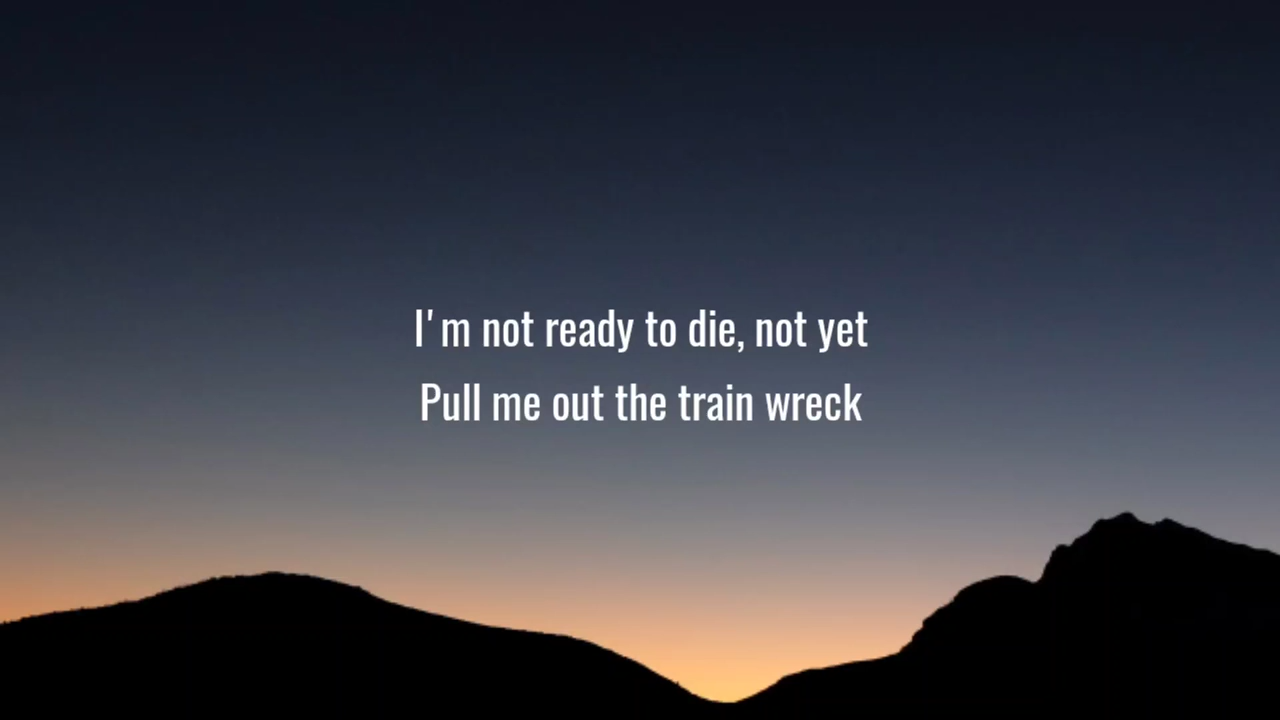 I'm not ready to die, not yet
Pull me out the train wreck